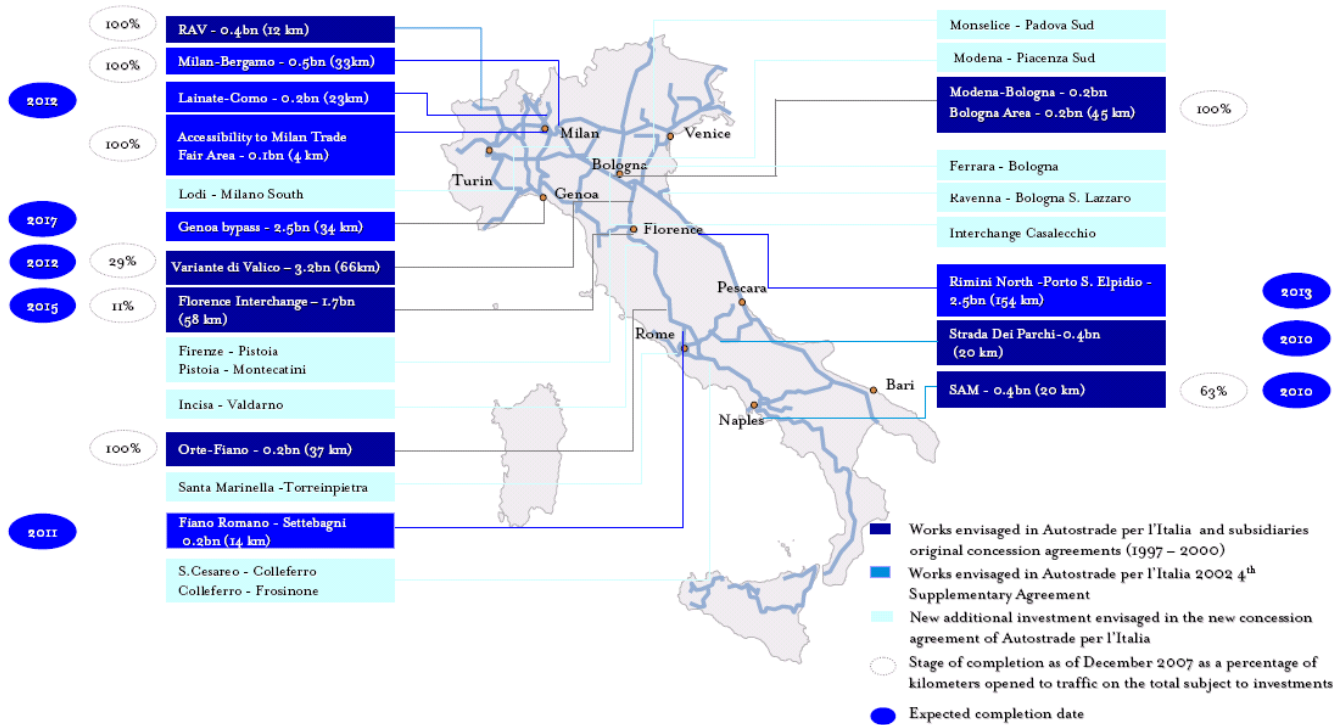 100%
RAV - 0.4bn (12 km)
100%
Milan-Bergamo - 0.5bn (33km)
2012
Lainate-Como - 0.2bn (23km)
100%
Accessibility to Milan Trade
Fair Area - 0.1bn (4 km)
Lodi - Milano South
2017
Genoa bypass - 2.5bn (34 km)
2012
29%
Variante di Valico – 3.2bn (66km)
2015
11%
Florence Interchange – 1.7bn
(58 km)
Firenze - Pistoia
Pistoia - Montecatini
Incisa - Valdarno
100%
Orte-Fiano - 0.2bn (37 km)
Santa Marinella -Torreinpietra
2011
Fiano Romano - Settebagni
0.2bn (14 km)
S.Cesareo - Colleferro
Colleferro - Frosinone
Milan
Venice
Turin
Bologna
Genoa
Florence
Pescara
Rome
Bari
Naples
Monselice - Padova Sud
Modena - Piacenza Sud
Modena-Bologna - 0.2bn
Bologna Area - 0.2bn (45 km)
100%
Ferrara - Bologna
Ravenna - Bologna S. Lazzaro
Interchange Casalecchio
Rimini North -Porto S. Elpidio -
2.5bn (154 km)
2013
Strada Dei Parchi-0.4bn
(20 km)
2010
SAM - 0.4bn (20 km)
63%
2010
Works envisaged in Autostrade per l'Italia and subsidiaries
original concession agreements (1997 – 2000)
Works envisaged in Autostrade per l'Italia 2002 4th
Supplementary Agreement
New additional investment envisaged in the new concession
agreement of Autostrade per l'Italia
Stage of completion as of December 2007 as a percentage of
kilometers opened to traffic on the total subject to investments
Expected completion date